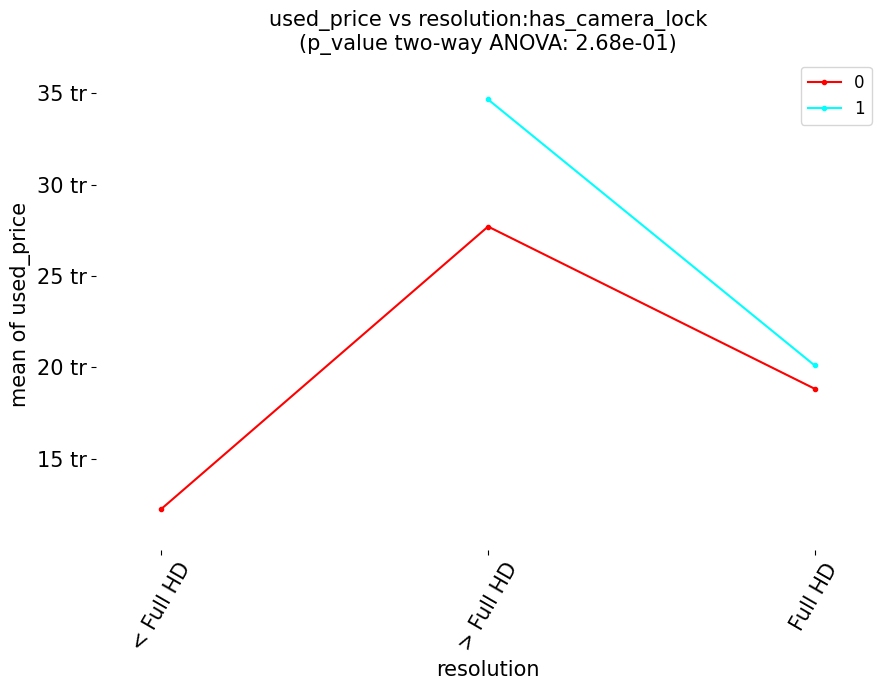 used_price vs resolution:has_camera_lock
(p_value two-way ANOVA: 2.68e-01)
0
1
35 tr
30 tr
25 tr
20 tr
15 tr
mean of used_price
< Full HD
> Full HD
Full HD
resolution